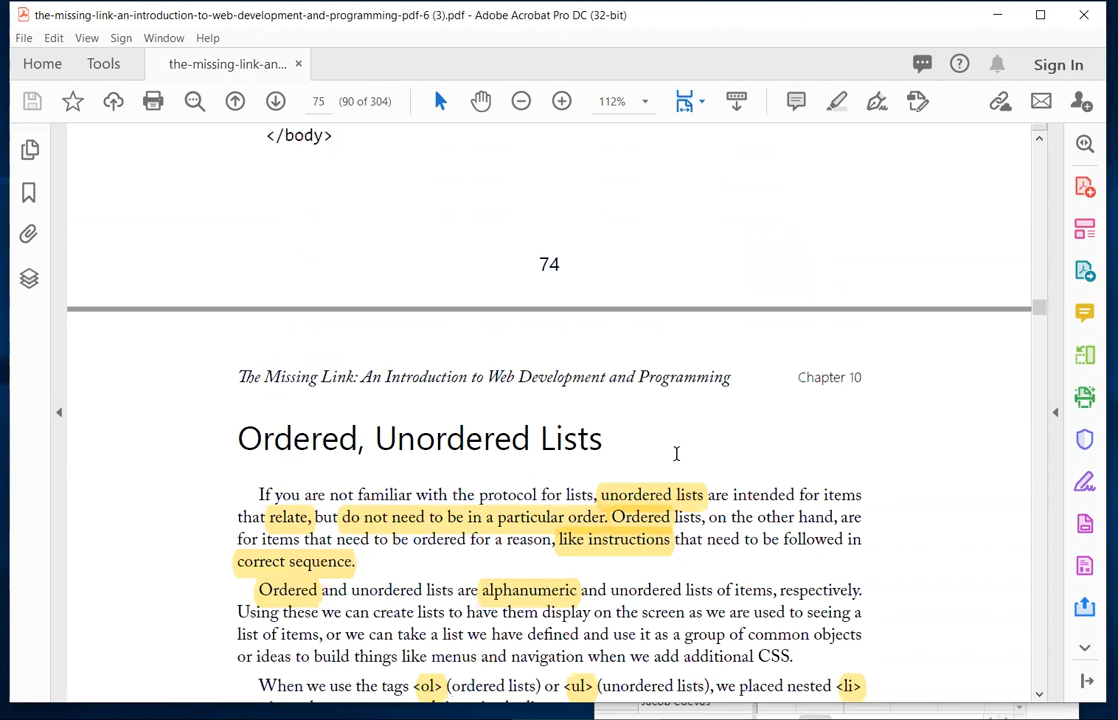 the-missing-link-an-introduction-to-web-development-and-programming-pdf-6 (3).pdf - Adobe Acrobat Pro DC (32-bit)
File Edit View Sign Window Help
Home Tools the-missing-link-an... × Sign In
75 (90 of 304) 112%
</body>
74
The Missing Link: An Introduction to Web Development and Programming Chapter 10
Ordered, Unordered Lists
If you are not familiar with the protocol for lists, unordered lists are intended for items
that relate, but do not need to be in a particular order. Ordered lists, on the other hand, are
for items that need to be ordered for a reason, like instructions that need to be followed in
correct sequence.
Ordered and unordered lists are alphanumeric and unordered lists of items, respectively.
Using these we can create lists to have them display on the screen as we are used to seeing a
list of items, or we can take a list we have defined and use it as a group of common objects
or ideas to build things like menus and navigation when we add additional CSS.
When we use the tags <ol> (ordered lists) or <ul> (unordered lists), we placed nested <li>